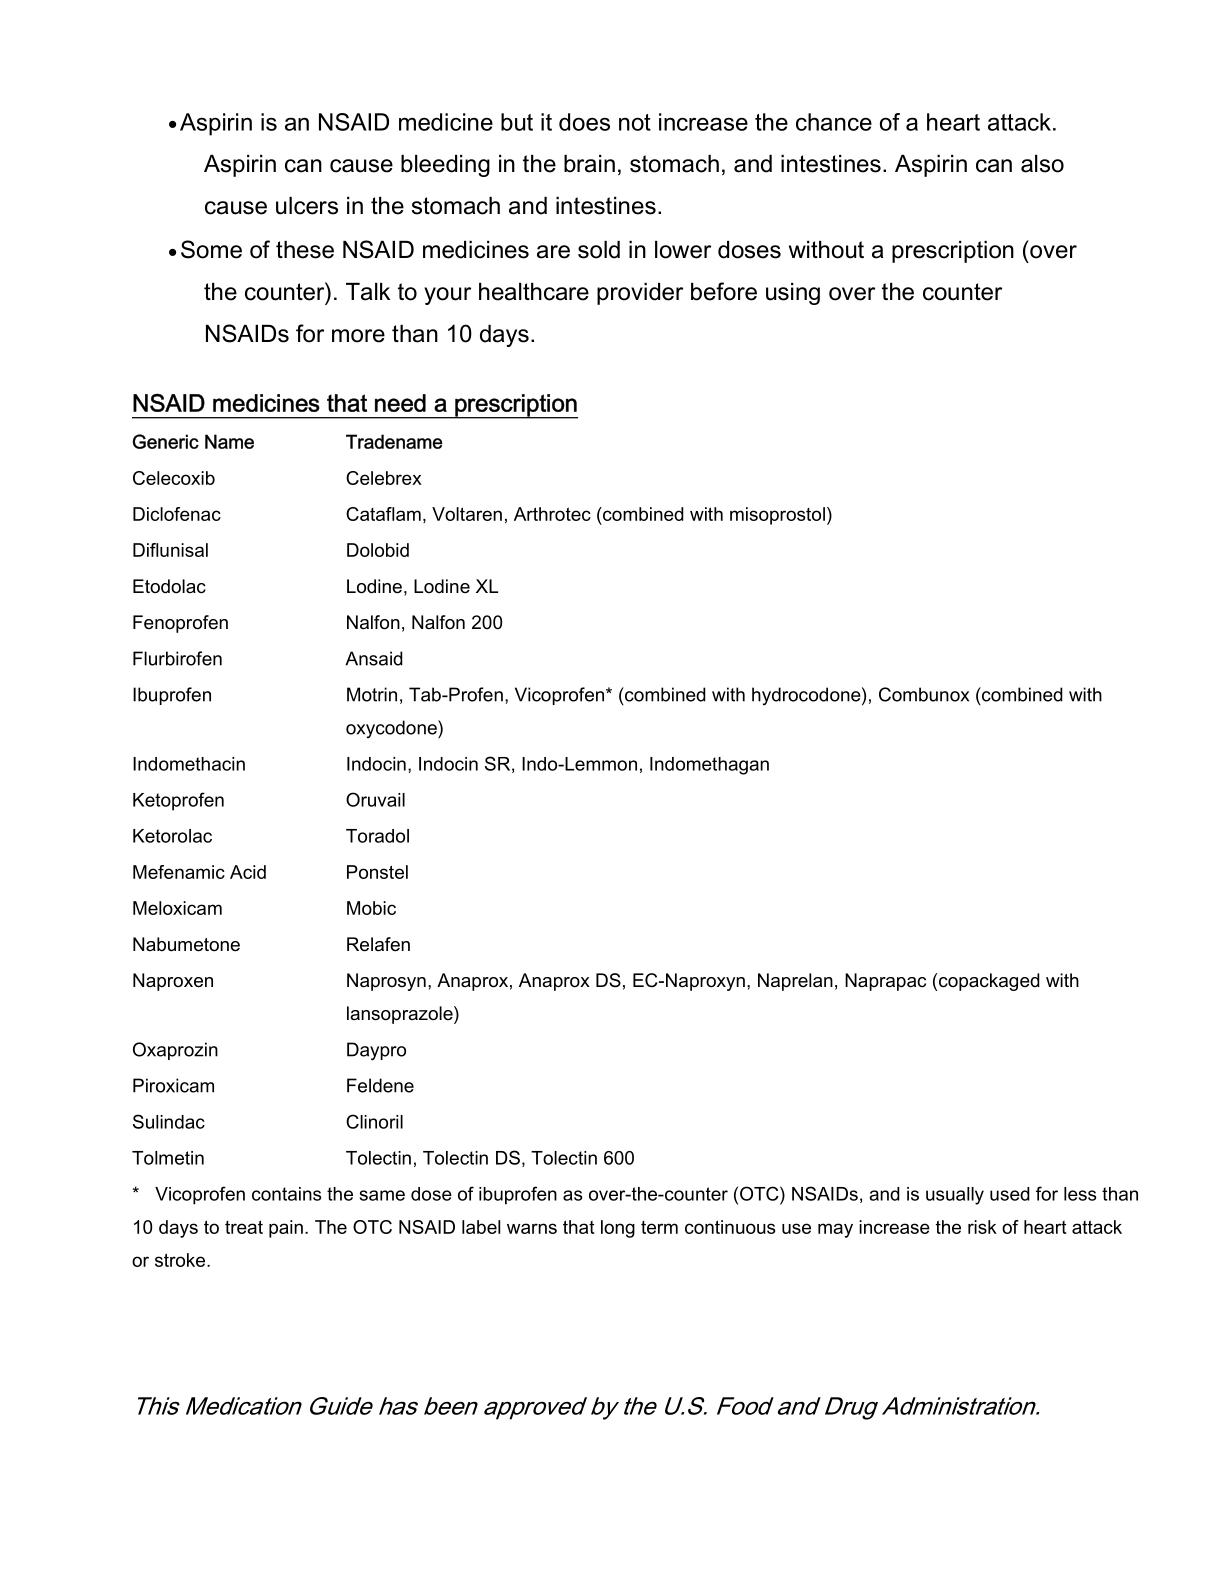 •Aspirin is an NSAID medicine but it does not increase the chance of a heart attack.
Aspirin can cause bleeding in the brain, stomach, and intestines. Aspirin can also
cause ulcers in the stomach and intestines.
•Some of these NSAID medicines are sold in lower doses without a prescription (over
the counter). Talk to your healthcare provider before using over the counter
NSAIDs for more than 10 days.
NSAID medicines that need a prescription
Generic Name Tradename
Celecoxib Celebrex
Diclofenac Cataflam, Voltaren, Arthrotec (combined with misoprostol)
Diflunisal Dolobid
Etodolac Lodine, Lodine XL
Fenoprofen Nalfon, Nalfon 200
Flurbirofen Ansaid
Ibuprofen Motrin, Tab-Profen, Vicoprofen* (combined with hydrocodone), Combunox (combined with
oxycodone)
Indomethacin Indocin, Indocin SR, Indo-Lemmon, Indomethagan
Ketoprofen Oruvail
Ketorolac Toradol
Mefenamic Acid Ponstel
Meloxicam Mobic
Nabumetone Relafen
Naproxen Naprosyn, Anaprox, Anaprox DS, EC-Naproxyn, Naprelan, Naprapac (copackaged with
lansoprazole)
Oxaprozin Daypro
Piroxicam Feldene
Sulindac Clinoril
Tolmetin Tolectin, Tolectin DS, Tolectin 600
* Vicoprofen contains the same dose of ibuprofen as over-the-counter (OTC) NSAIDs, and is usually used for less than
10 days to treat pain. The OTC NSAID label warns that long term continuous use may increase the risk of heart attack
or stroke.
This Medication Guide has been approved by the U.S. Food and Drug Administration.